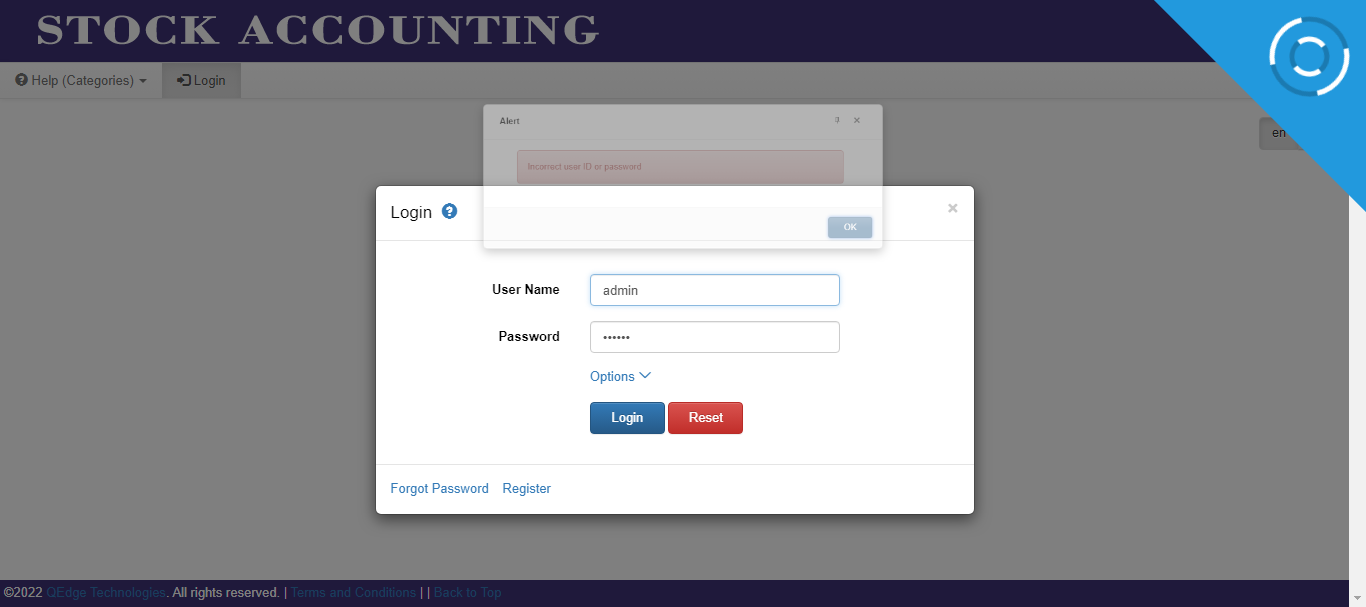 STOCK ACCOUNTING
Help (Categories) Login
Alert
en
Incorrect user ID or password
Login
OK
User Name admin
Password ••••••
Options
Login Reset
Forgot Password Register
©2022 QEdge Technologies. All rights reserved. | Terms and Conditions | | Back to Top